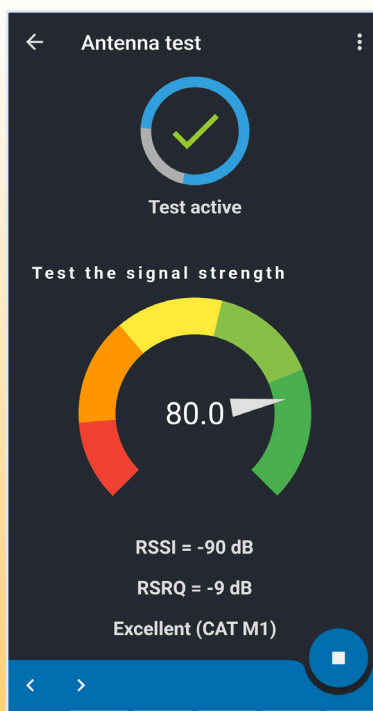 Antenna test
Test active
Test the signal strength
80.0
RSSI = -90 dB
RSRQ = -9 dB
Excellent (CAT M1)